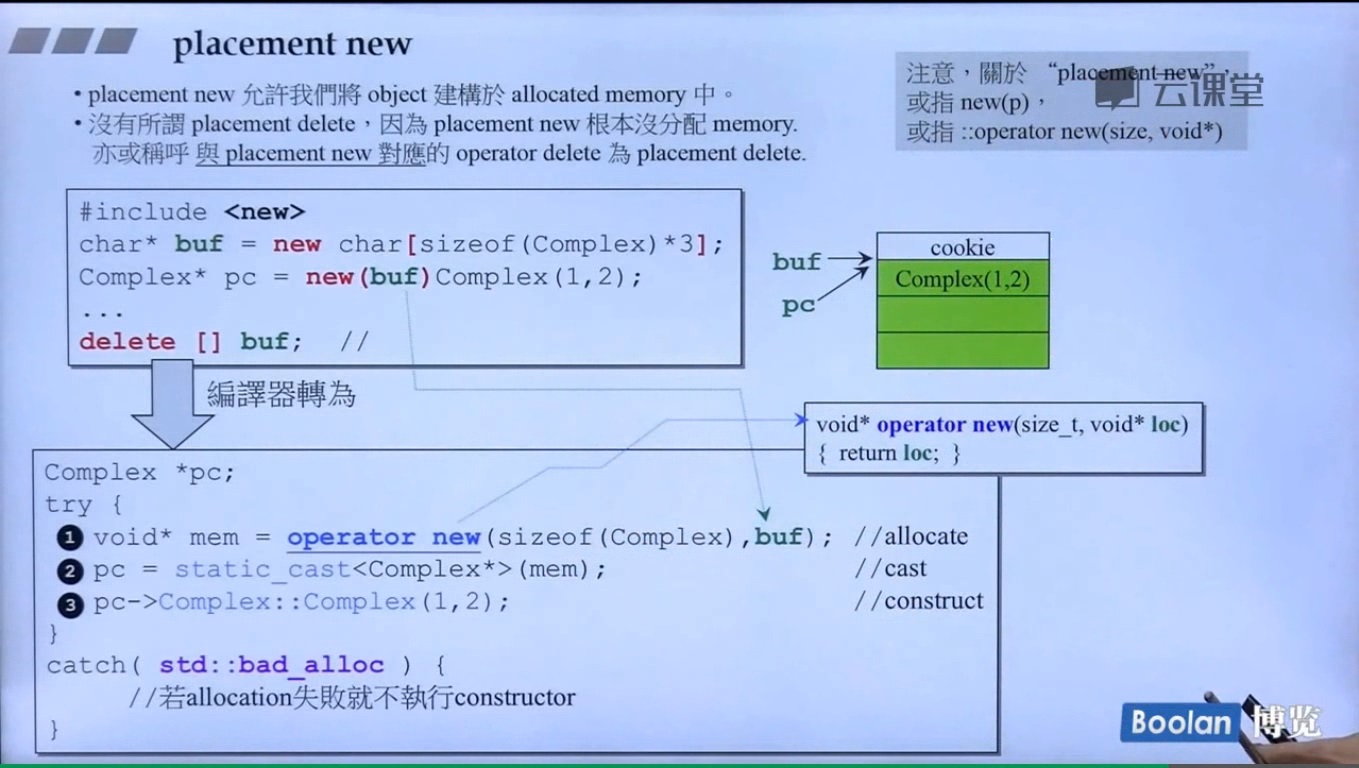 placement new
• placement new 允許我們將 object 建構於 allocated memory 中。
• 沒有所謂 placement delete，因為 placement new 根本沒分配 memory.
亦或稱呼 與 placement new 對應的 operator delete 為 placement delete.
注意，關於 “placement new”，
或指 new(p)，
或指 ::operator new(size, void*)
云课堂
#include <new>
char* buf = new char[sizeof(Complex)*3];
Complex* pc = new(buf)Complex(1,2);
...
delete [] buf; //
buf
pc
cookie
Complex(1,2)
編譯器轉為
void* operator new(size_t, void* loc)
{ return loc; }
Complex *pc;
try {
1 void* mem = operator new(sizeof(Complex),buf); //allocate
2 pc = static_cast<Complex*>(mem); //cast
3 pc->Complex::Complex(1,2); //construct
}
catch( std::bad_alloc ) {
//若allocation失敗就不執行constructor
}
Boolan 博览